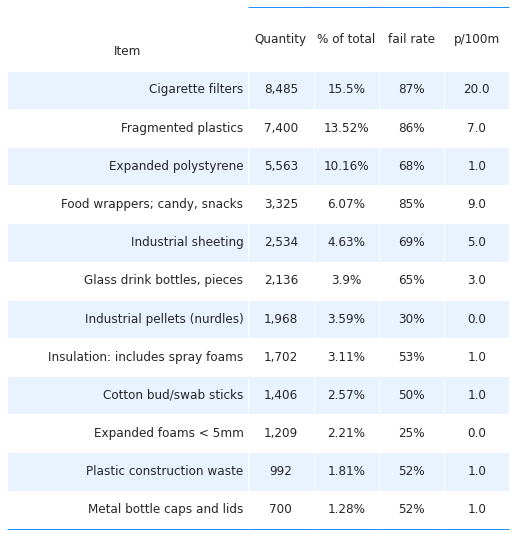 Item Quantity % of total fail rate p/100m
Cigarette filters 8,485 15.5% 87% 20.0
Fragmented plastics 7,400 13.52% 86% 7.0
Expanded polystyrene 5,563 10.16% 68% 1.0
Food wrappers; candy, snacks 3,325 6.07% 85% 9.0
Industrial sheeting 2,534 4.63% 69% 5.0
Glass drink bottles, pieces 2,136 3.9% 65% 3.0
Industrial pellets (nurdles) 1,968 3.59% 30% 0.0
Insulation: includes spray foams 1,702 3.11% 53% 1.0
Cotton bud/swab sticks 1,406 2.57% 50% 1.0
Expanded foams < 5mm 1,209 2.21% 25% 0.0
Plastic construction waste 992 1.81% 52% 1.0
Metal bottle caps and lids 700 1.28% 52% 1.0